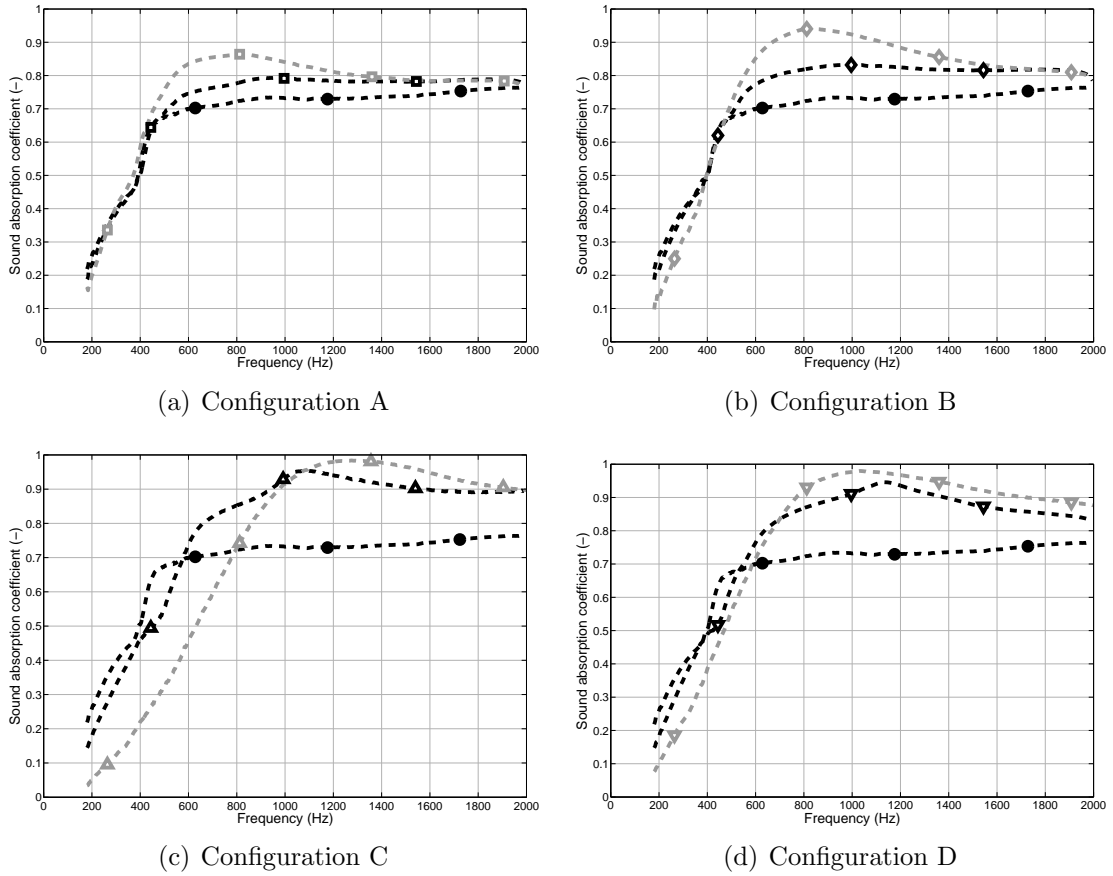 1
0.9
0.8
0.7
0.6
0.5
0.4
0.3
0.2
0.1
0
Sound absorption coefficient (−)
0 200 400 600 800 1000 1200 1400 1600 1800 2000
Frequency (Hz)
(a) Configuration A
1
0.9
0.8
0.7
0.6
0.5
0.4
0.3
0.2
0.1
0
Sound absorption coefficient (−)
0 200 400 600 800 1000 1200 1400 1600 1800 2000
Frequency (Hz)
(b) Configuration B
1
0.9
0.8
0.7
0.6
0.5
0.4
0.3
0.2
0.1
0
Sound absorption coefficient (−)
0 200 400 600 800 1000 1200 1400 1600 1800 2000
Frequency (Hz)
(c) Configuration C
1
0.9
0.8
0.7
0.6
0.5
0.4
0.3
0.2
0.1
0
Sound absorption coefficient (−)
0 200 400 600 800 1000 1200 1400 1600 1800 2000
Frequency (Hz)
(d) Configuration D